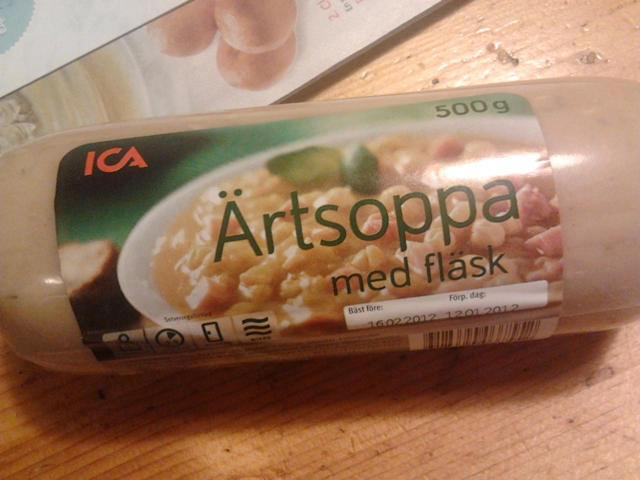 500 g
ICA
Ärtsoppa
med fläsk
Bäst före: Förp. dag:
16.02.2012 12.01.2012